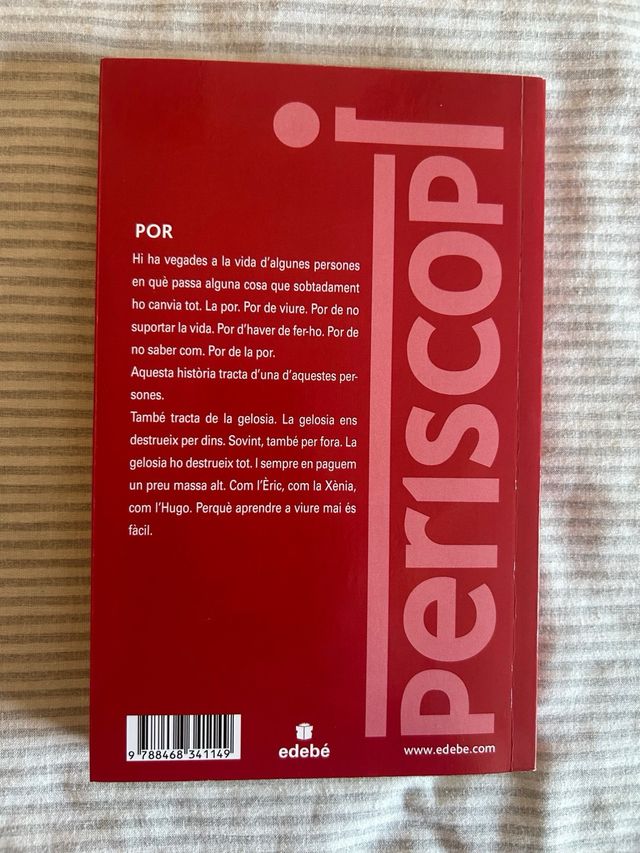 POR
Hi ha vegades a la vida d'algunes persones
en què passa alguna cosa que sobtadament
ho canvia tot. La por. Por de viure. Por de no
suportar la vida. Por d'haver de fer-ho. Por de
no saber com. Por de la por.
Aquesta història tracta d'una d'aquestes per-
sones.
També tracta de la gelosia. La gelosia ens
destrueix per dins. Sovint, també per fora. La
gelosia ho destrueix tot. I sempre en paguem
un preu massa alt. Com l'Èric, com la Xènia,
com l'Hugo. Perquè aprendre a viure mai és
fàcil.
periscopi
9 788468 341149
edebé
www.edebe.com